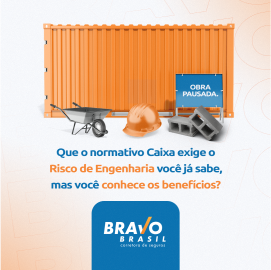 OBRA
PAUSADA.
Que o normativo Caixa exige o
Risco de Engenharia você já sabe,
mas você conhece os benefícios?
BRAVO
BRASIL
corretora de seguros